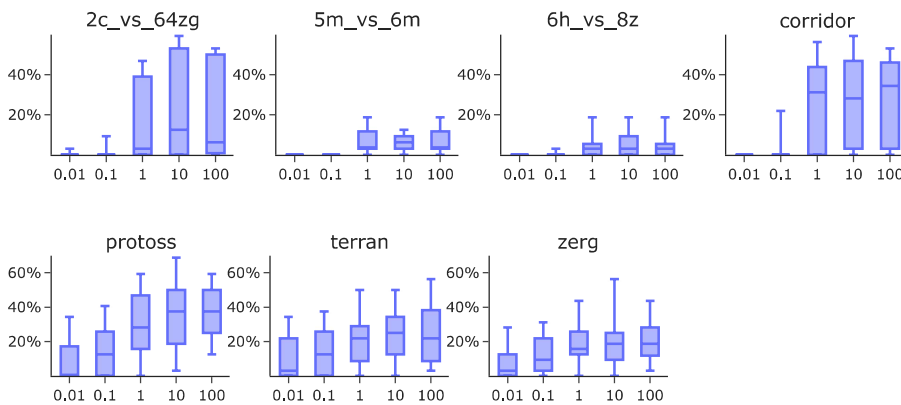 2c_vs_64zg 5m_vs_6m 6h_vs_8z corridor
40% 40% 40% 40%
20% 20% 20% 20%
0.01 0.1 1 10 100 0.01 0.1 1 10 100 0.01 0.1 1 10 100 0.01 0.1 1 10 100
protoss terran zerg
60% 60% 60%
40% 40% 40%
20% 20% 20%
0.01 0.1 1 10 100 0.01 0.1 1 10 100 0.01 0.1 1 10 100